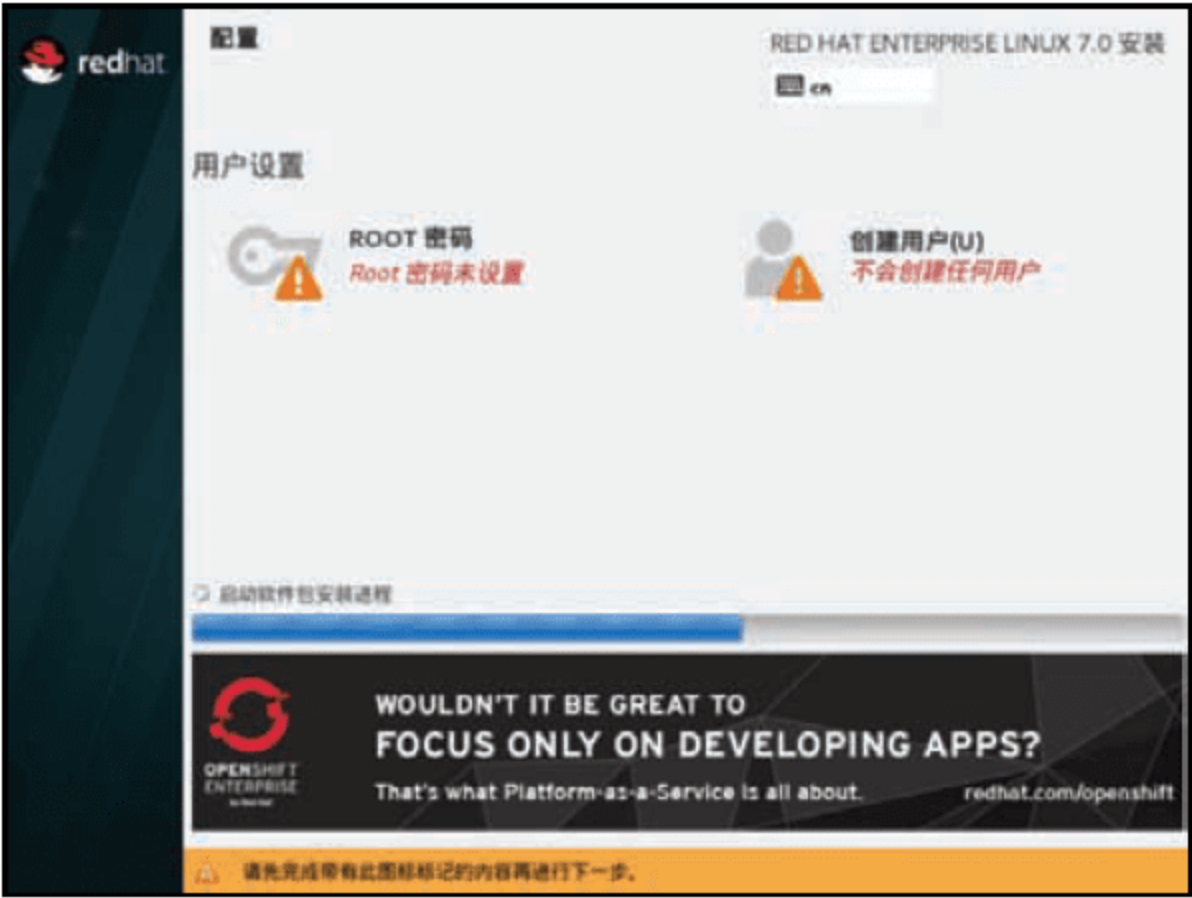 redhat
配置
RED HAT ENTERPRISE LINUX 7.0 安装
cn
用户设置
ROOT 密码
Root 密码未设置
创建用户(U)
不会创建任何用户
启动软件包安装进程
WOULDN'T IT BE GREAT TO
FOCUS ONLY ON DEVELOPING APPS?
That's what Platform-as-a-Service is all about.
redhat.com/openshift
OPENSHIFT
ENTERPRISE
by Red Hat
请先完成带有此图标标记的内容再进行下一步。